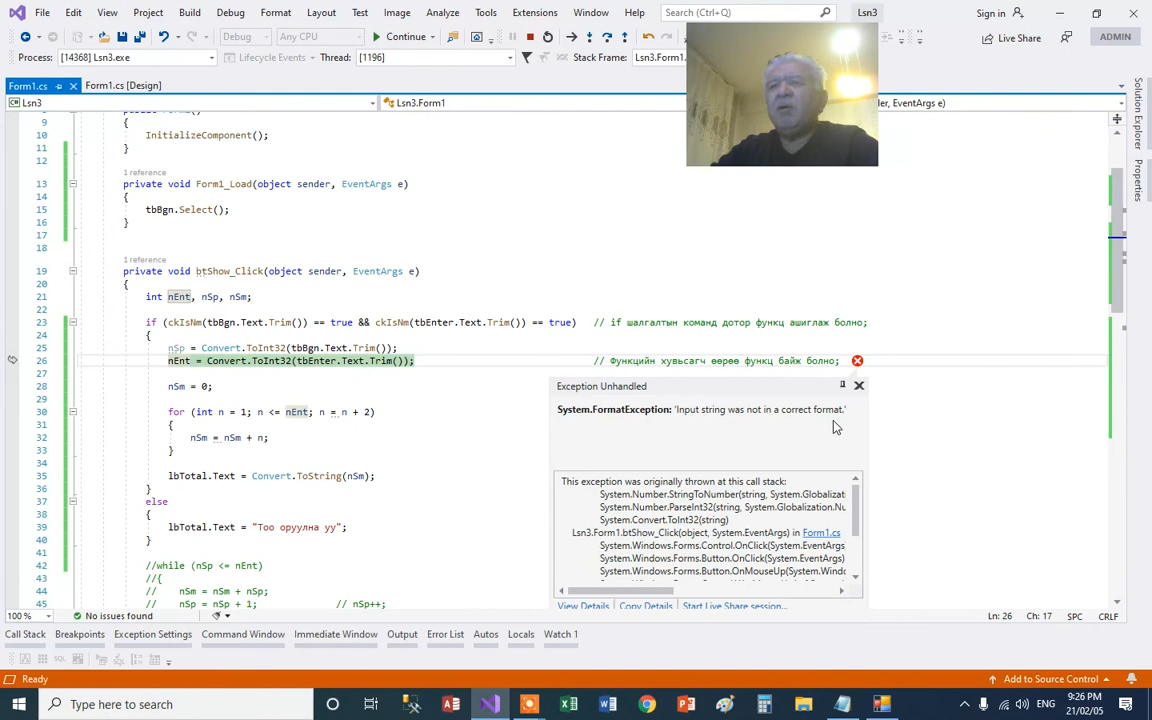 File Edit View Project Build Debug Format Layout Test Image Analyze Tools Extensions Window Help Search (Ctrl+Q) Lsn3 Sign in
Debug Any CPU Continue Live Share ADMIN
Process: [14368] Lsn3.exe Lifecycle Events Thread: [1196] Stack Frame: Lsn3.Form1.
Form1.cs Form1.cs [Design]
Lsn3 Lsn3.Form1 der, EventArgs e)
9 {
10 InitializeComponent();
11 }
12
1 reference
13 private void Form1_Load(object sender, EventArgs e)
14 {
15 tbBgn.Select();
16 }
17
18
1 reference
19 private void btShow_Click(object sender, EventArgs e)
20 {
21 int nEnt, nSp, nSm;
22
23 if (ckIsNm(tbBgn.Text.Trim()) == true && ckIsNm(tbEnter.Text.Trim()) == true) // if шалгалтын команд дотор функц ашиглаж болно;
24 {
25 nSp = Convert.ToInt32(tbBgn.Text.Trim());
26 nEnt = Convert.ToInt32(tbEnter.Text.Trim()); // Функцийн хувьсагч өөрөө функц байж болно;
27
28 nSm = 0;
29
30 for (int n = 1; n <= nEnt; n = n + 2)
31 {
32 nSm = nSm + n;
33 }
34
35 lbTotal.Text = Convert.ToString(nSm);
36 }
37 else
38 {
39 lbTotal.Text = "Тоо оруулна уу";
40 }
41
42 //while (nSp <= nEnt)
43 //{
44 // nSm = nSm + nSp;
45 // nSp = nSp + 1; // nSp++;
Exception Unhandled
System.FormatException: 'Input string was not in a correct format.'
This exception was originally thrown at this call stack:
System.Number.StringToNumber(string, System.Globaliza
System.Number.ParseInt32(string, System.Globalization.Nu
System.Convert.ToInt32(string)
Lsn3.Form1.btShow_Click(object, System.EventArgs) in Form1.cs
System.Windows.Forms.Control.OnClick(System.EventArgs
System.Windows.Forms.Button.OnClick(System.EventArgs
System.Windows.Forms.Button.OnMouseUp(System.Windo
View Details Copy Details Start Live Share session...
Solution Explorer
Properties
100 % No issues found Ln: 26 Ch: 17 SPC CRLF
Call Stack Breakpoints Exception Settings Command Window Immediate Window Output Error List Autos Locals Watch 1
Ready Add to Source Control
Type here to search ENG 9:26 PM
21/02/05